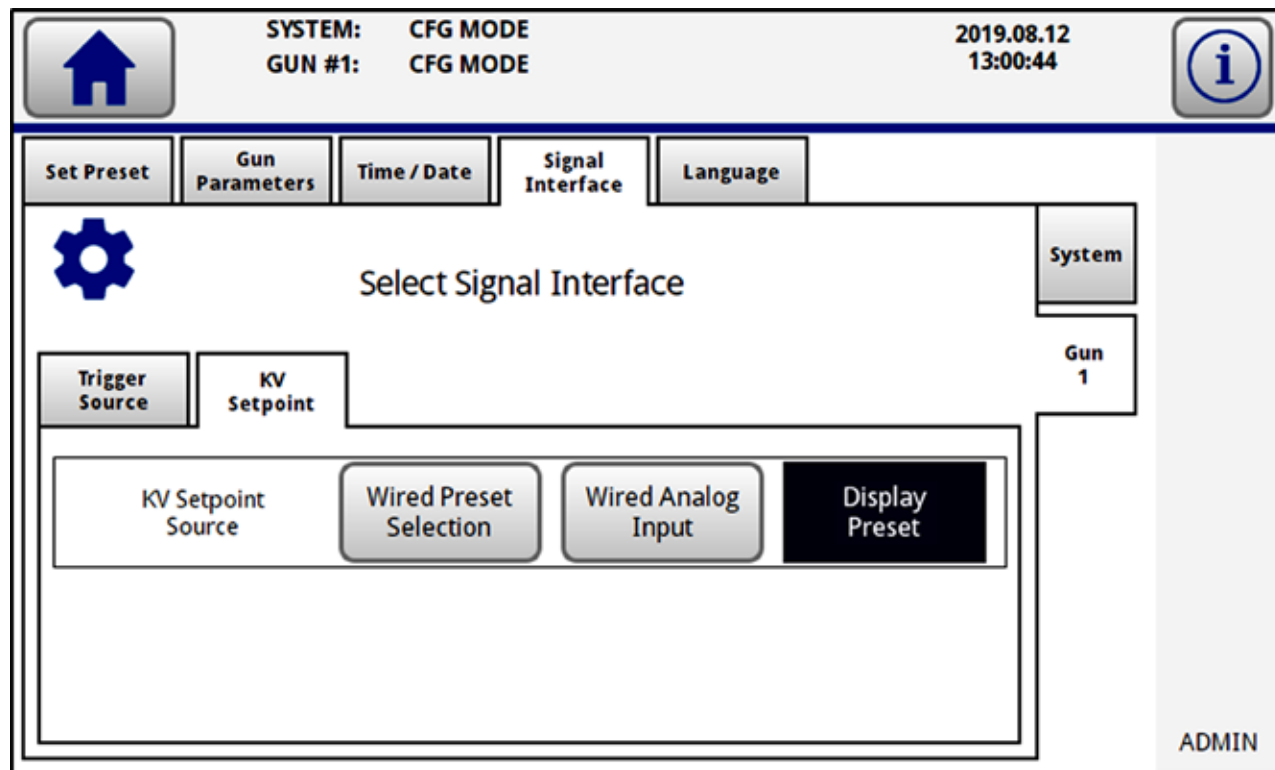 SYSTEM: CFG MODE
GUN #1: CFG MODE
2019.08.12
13:00:44
i
Set Preset
Gun
Parameters
Time / Date
Signal
Interface
Language
System
Gun
1
Select Signal Interface
Trigger
Source
KV
Setpoint
KV Setpoint
Source
Wired Preset
Selection
Wired Analog
Input
Display
Preset
ADMIN